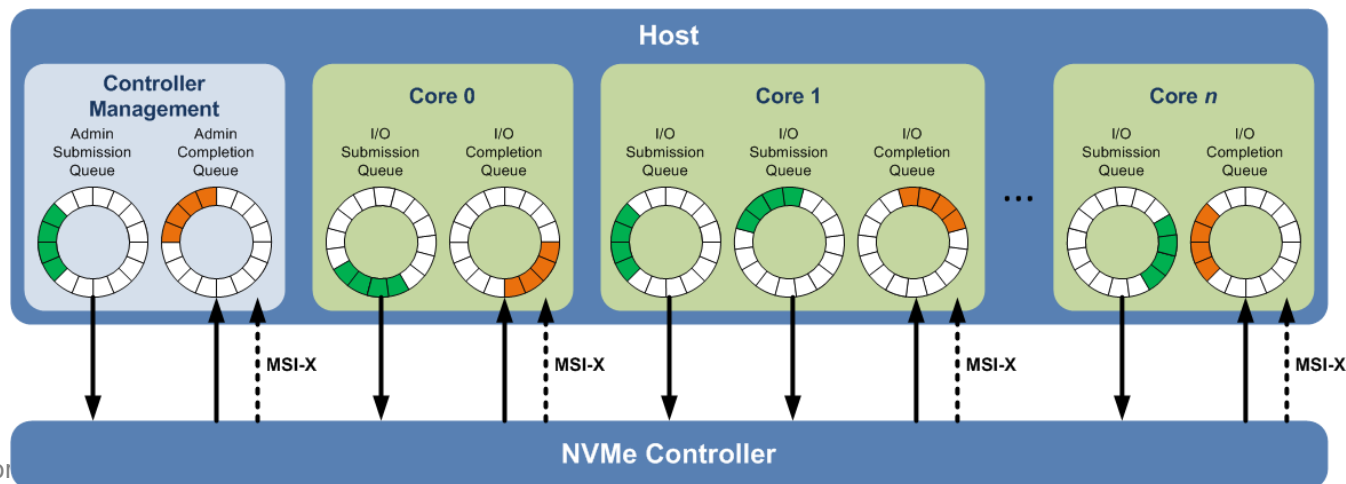 Host
Controller
Management
Admin
Submission
Queue
Admin
Completion
Queue
Core 0
I/O
Submission
Queue
I/O
Completion
Queue
Core 1
I/O
Submission
Queue
I/O
Submission
Queue
I/O
Completion
Queue
...
Core n
I/O
Submission
Queue
I/O
Completion
Queue
MSI-X
MSI-X
MSI-X
MSI-X
NVMe Controller